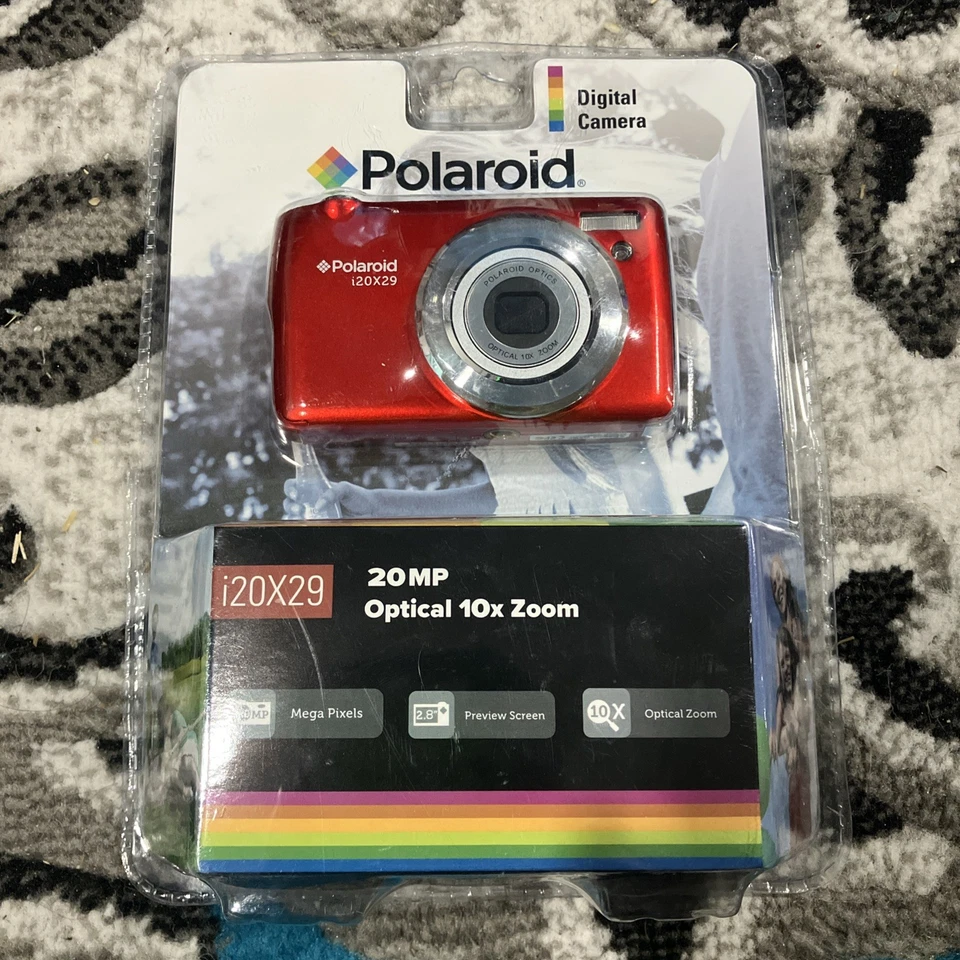 Digital
Camera
Polaroid®
Polaroid
i20X29
POLAROID OPTICS
OPTICAL 10X ZOOM
i20X29
20MP
Optical 10x Zoom
MP Mega Pixels
2.8" Preview Screen
10X Optical Zoom